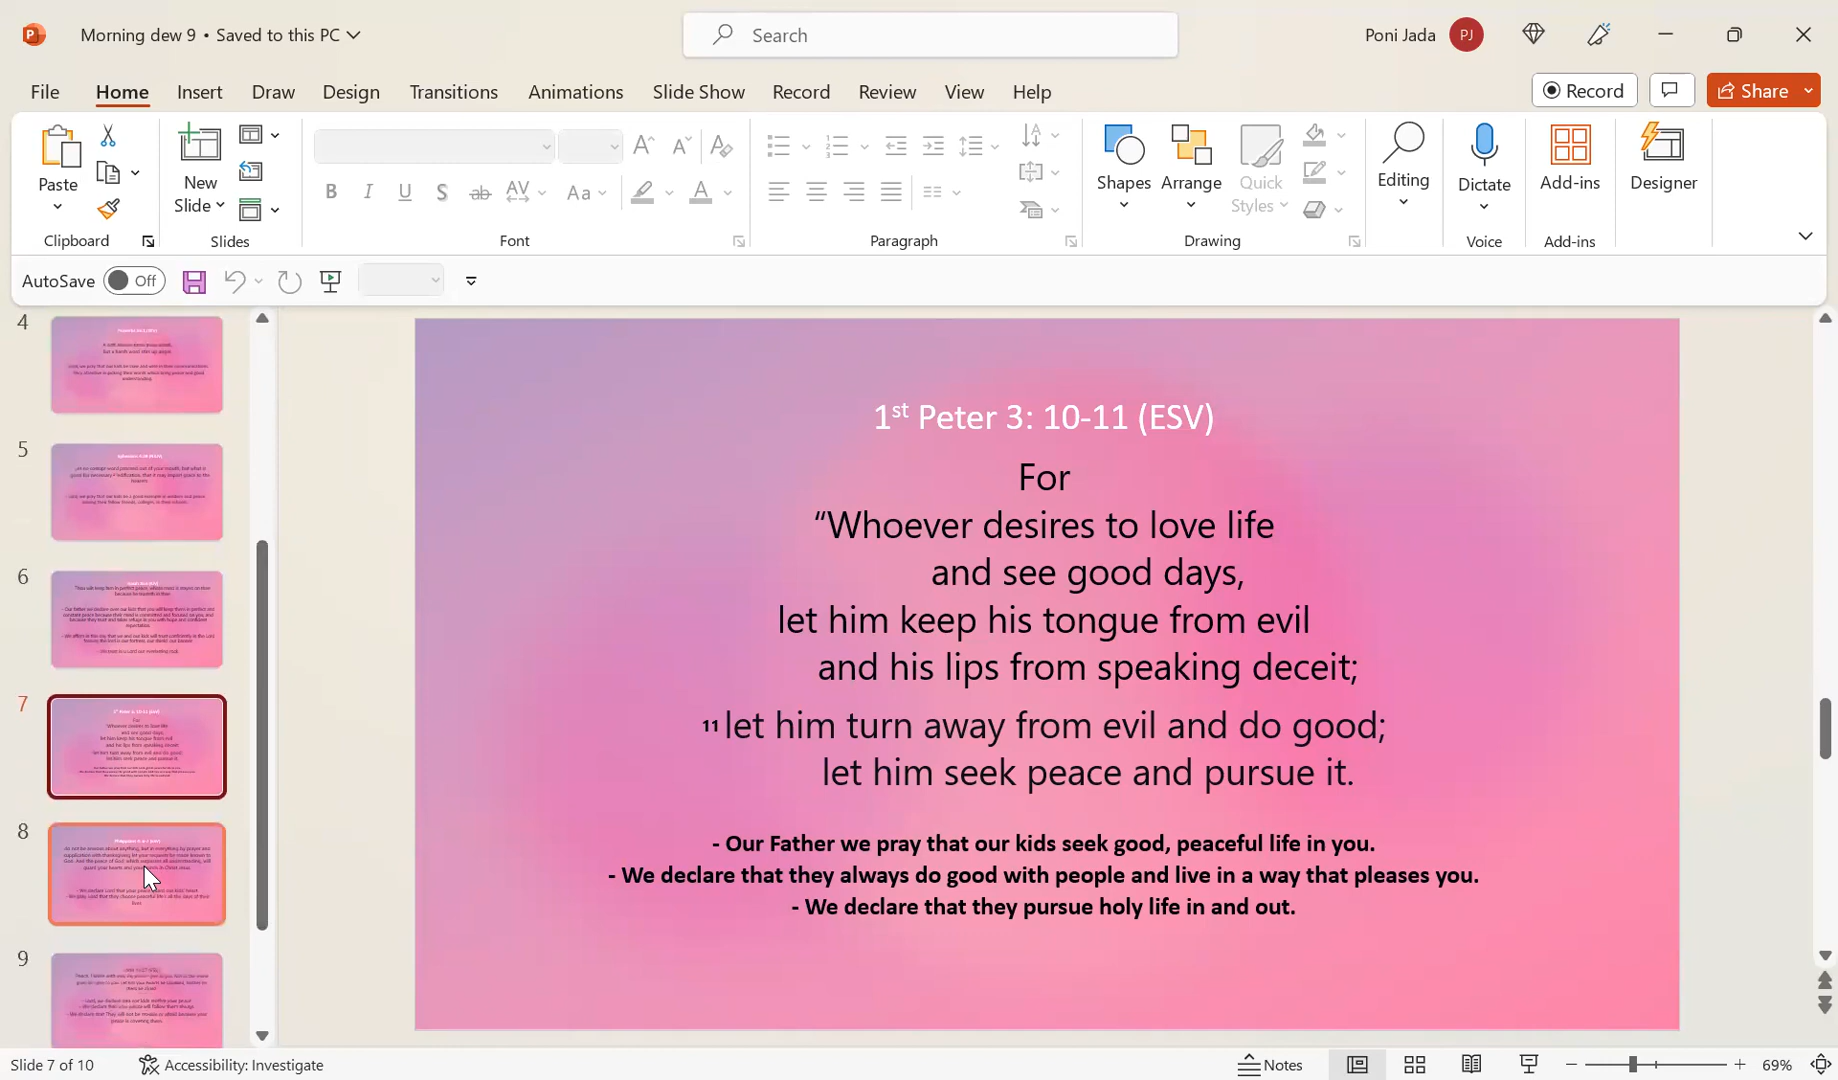 Morning dew 9 • Saved to this PC
Search
Poni Jada
PJ
File
Home
Insert
Draw
Design
Transitions
Animations
Slide Show
Record
Review
View
Help
Record
Share
Paste
New
Slide
Shapes
Arrange
Quick
Styles
Editing
Dictate
Add-ins
Designer
Clipboard
Slides
Font
Paragraph
Drawing
Voice
Add-ins
AutoSave
Off
4
5
6
7
8
9
1st Peter 3: 10-11 (ESV)
For
“Whoever desires to love life
and see good days,
let him keep his tongue from evil
and his lips from speaking deceit;
11 let him turn away from evil and do good;
let him seek peace and pursue it.
- Our Father we pray that our kids seek good, peaceful life in you.
- We declare that they always do good with people and live in a way that pleases you.
- We declare that they pursue holy life in and out.
Slide 7 of 10
Accessibility: Investigate
Notes
69%